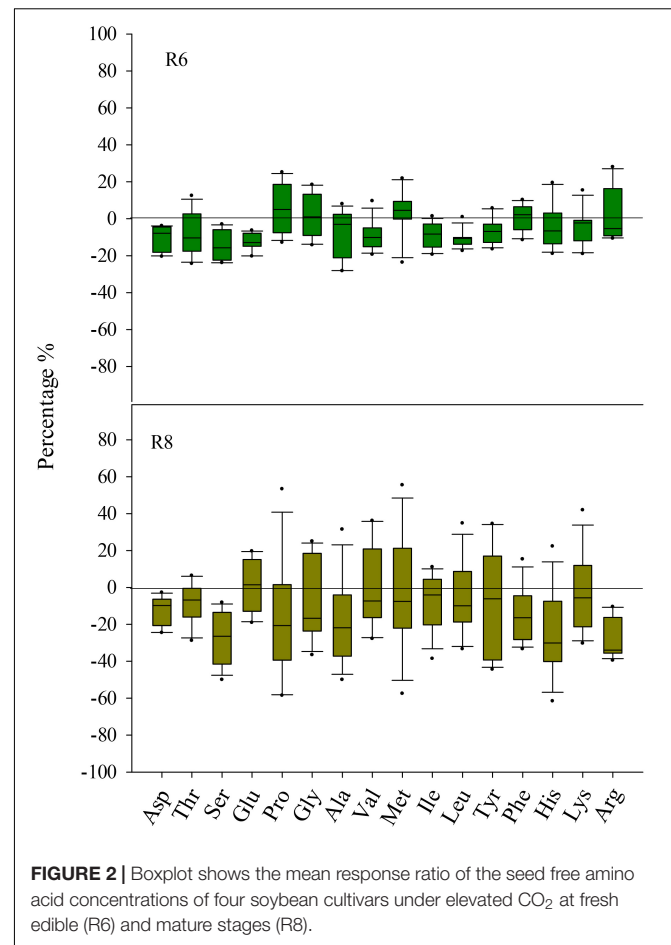 100
R6
80
60
40
20
0
-20
-40
-60
-80
Percentage %
R8
80
60
40
20
0
-20
-40
-60
-80
-100
Asp Thr Ser Glu Pro Gly Ala Val Met Ile Leu Tyr Phe His Lys Arg
FIGURE 2 | Boxplot shows the mean response ratio of the seed free amino
acid concentrations of four soybean cultivars under elevated CO₂ at fresh
edible (R6) and mature stages (R8).